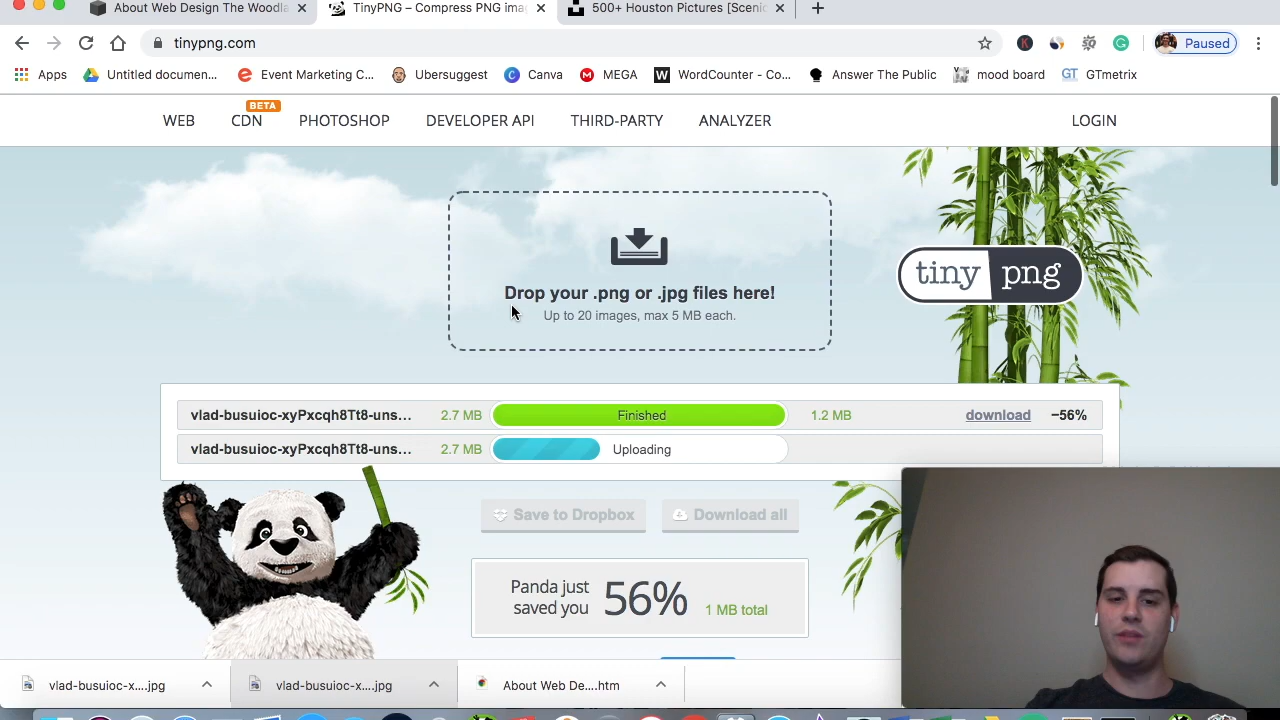 About Web Design The Woodla
TinyPNG – Compress PNG ima
500+ Houston Pictures [Sceni
tinypng.com
Paused
Apps
Untitled documen...
Event Marketing C...
Ubersuggest
Canva
MEGA
WordCounter - Co...
Answer The Public
mood board
GTmetrix
BETA
WEB CDN PHOTOSHOP DEVELOPER API THIRD-PARTY ANALYZER LOGIN
Drop your .png or .jpg files here!
Up to 20 images, max 5 MB each.
tiny png
vlad-busuioc-xyPxcqh8Tt8-uns... 2.7 MB Finished 1.2 MB download −56%
vlad-busuioc-xyPxcqh8Tt8-uns... 2.7 MB Uploading
Save to Dropbox
Download all
Panda just
saved you
56%
1 MB total
vlad-busuioc-x....jpg
vlad-busuioc-x....jpg
About Web De....htm